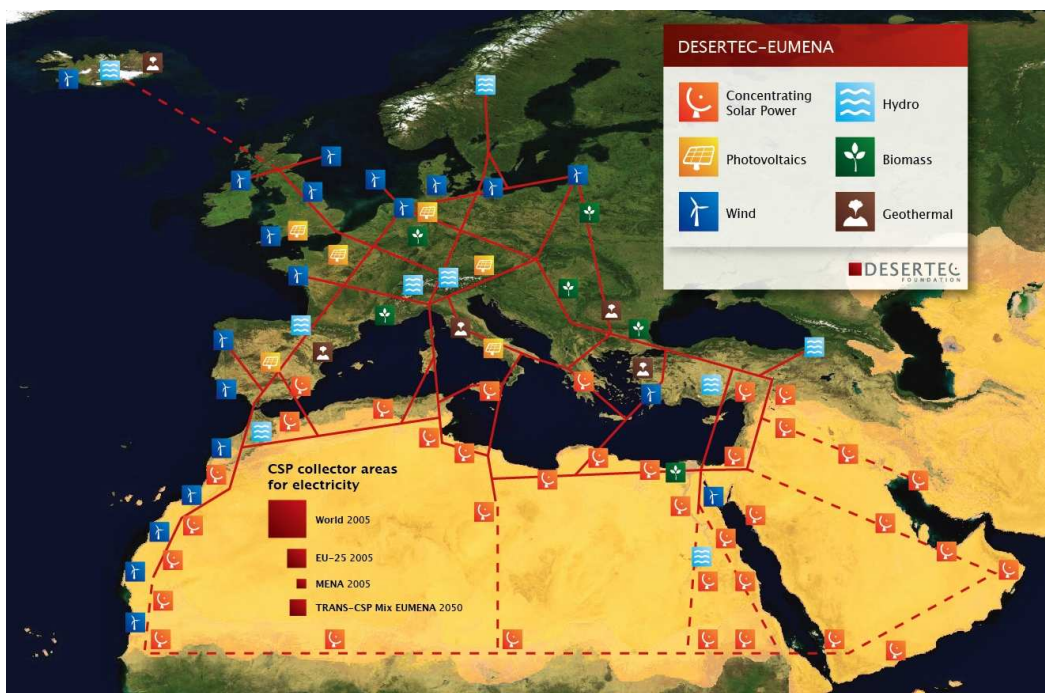 DESERTEC–EUMENA
Concentrating
Solar Power
Hydro
Photovoltaics
Biomass
Wind
Geothermal
DESERTEC
FOUNDATION
CSP collector areas
for electricity
World 2005
EU-25 2005
MENA 2005
TRANS-CSP Mix EUMENA 2050